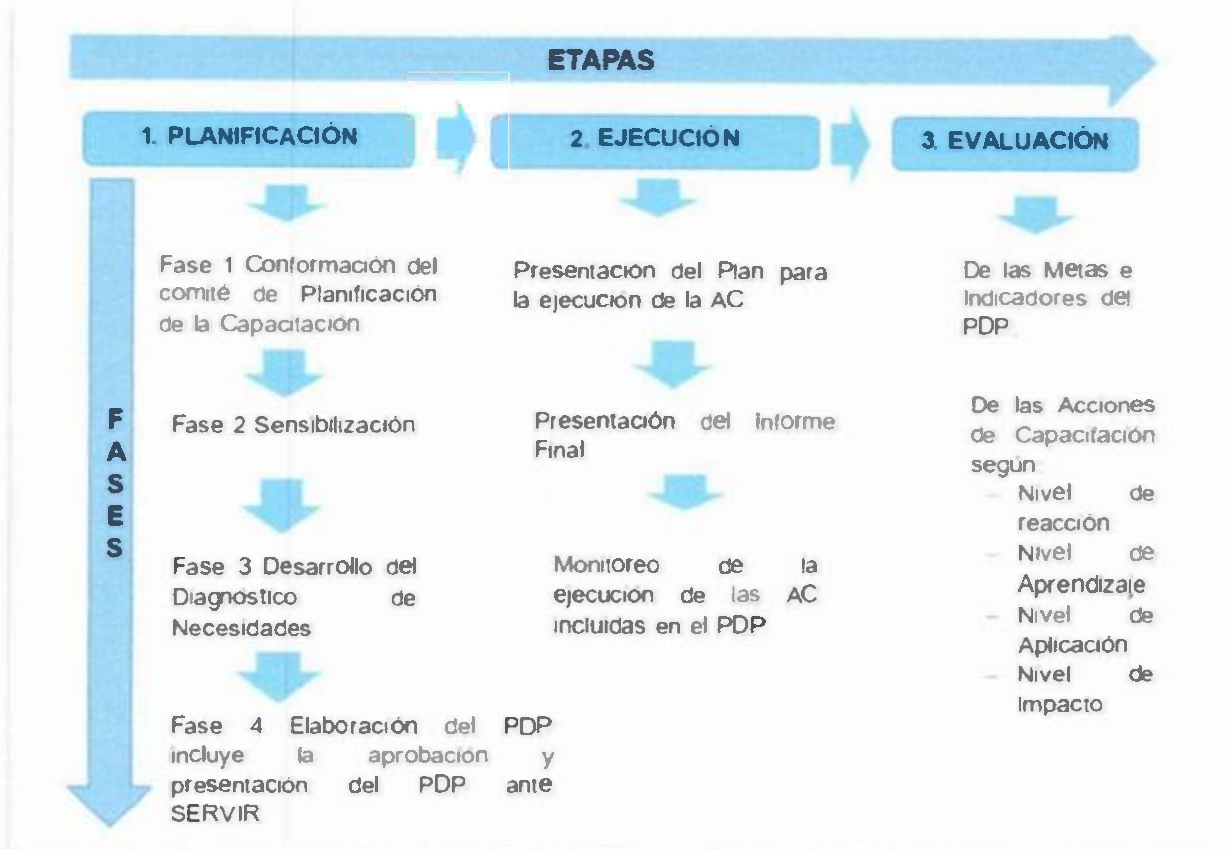 ETAPAS
1. PLANIFICACIÓN
2. EJECUCIÓN
3. EVALUACIÓN
FASES
Fase 1 Conformación del
comité de Planificación
de la Capacitación
Fase 2 Sensibilización
Fase 3 Desarrollo del
Diagnóstico de
Necesidades
Fase 4 Elaboración del PDP
incluye la aprobación y
presentación del PDP ante
SERVIR
Presentación del Plan para
la ejecución de la AC
Presentación del Informe
Final
Monitoreo de la
ejecución de las AC
incluidas en el PDP
De las Metas e
Indicadores del
PDP
De las Acciones
de Capacitación
según
– Nivel de
reacción
– Nivel de
Aprendizaje
– Nivel de
Aplicación
– Nivel de
Impacto